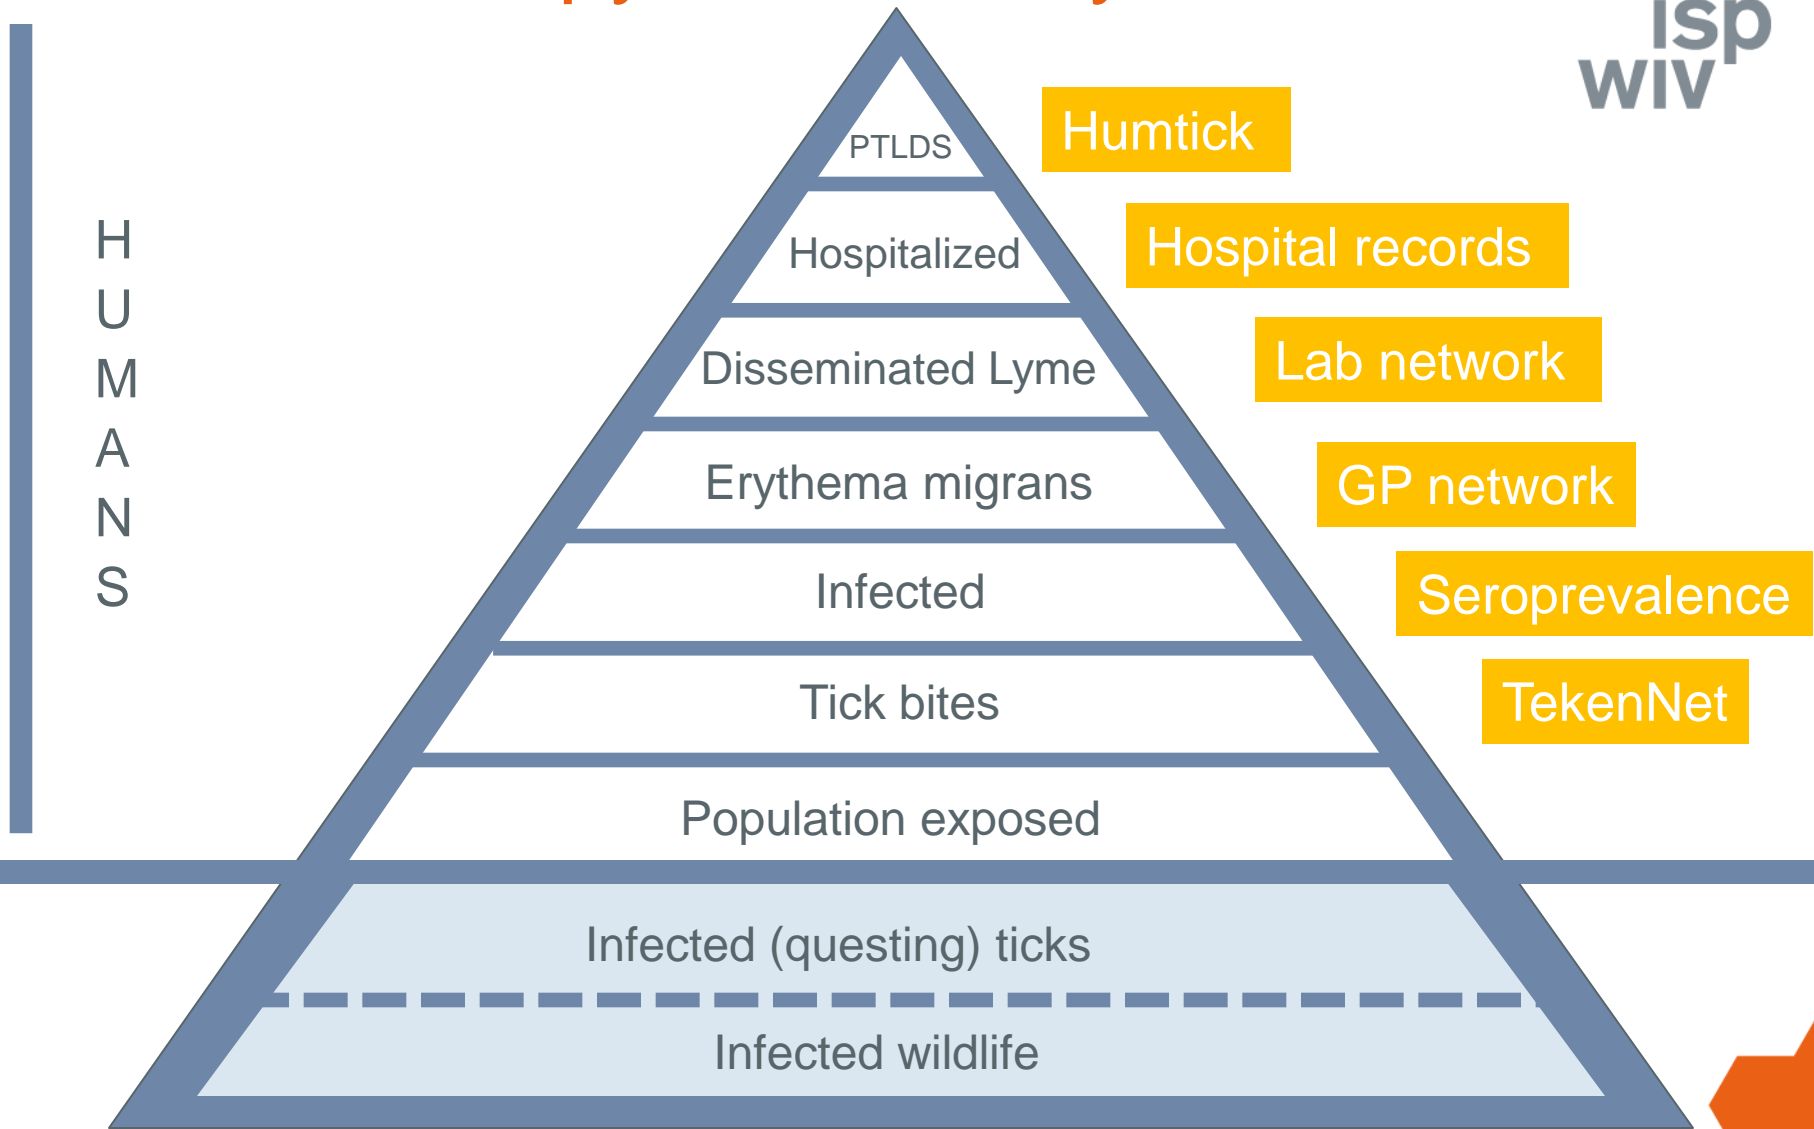 isp
wiv
H
U
M
A
N
S
PTLDS
Humtick
Hospitalized
Hospital records
Disseminated Lyme
Lab network
Erythema migrans
GP network
Infected
Seroprevalence
Tick bites
TekenNet
Population exposed
Infected (questing) ticks
Infected wildlife